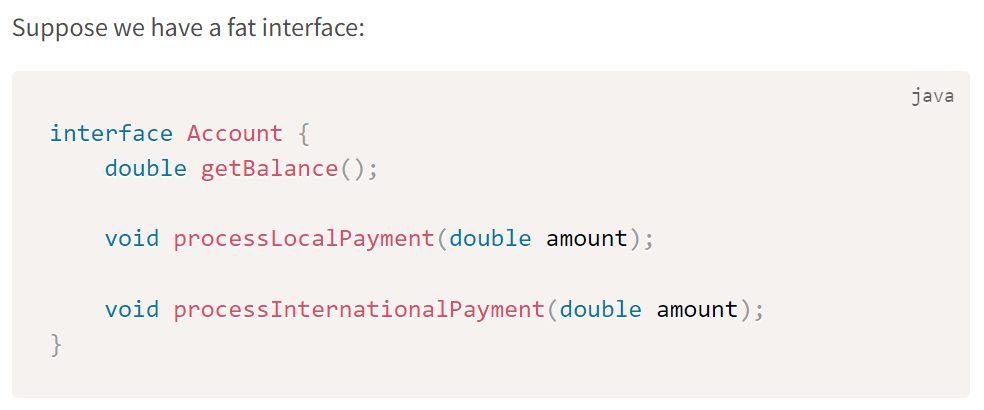 Suppose we have a fat interface:
java
interface Account {
    double getBalance();
    void processLocalPayment(double amount);
    void processInternationalPayment(double amount);
}